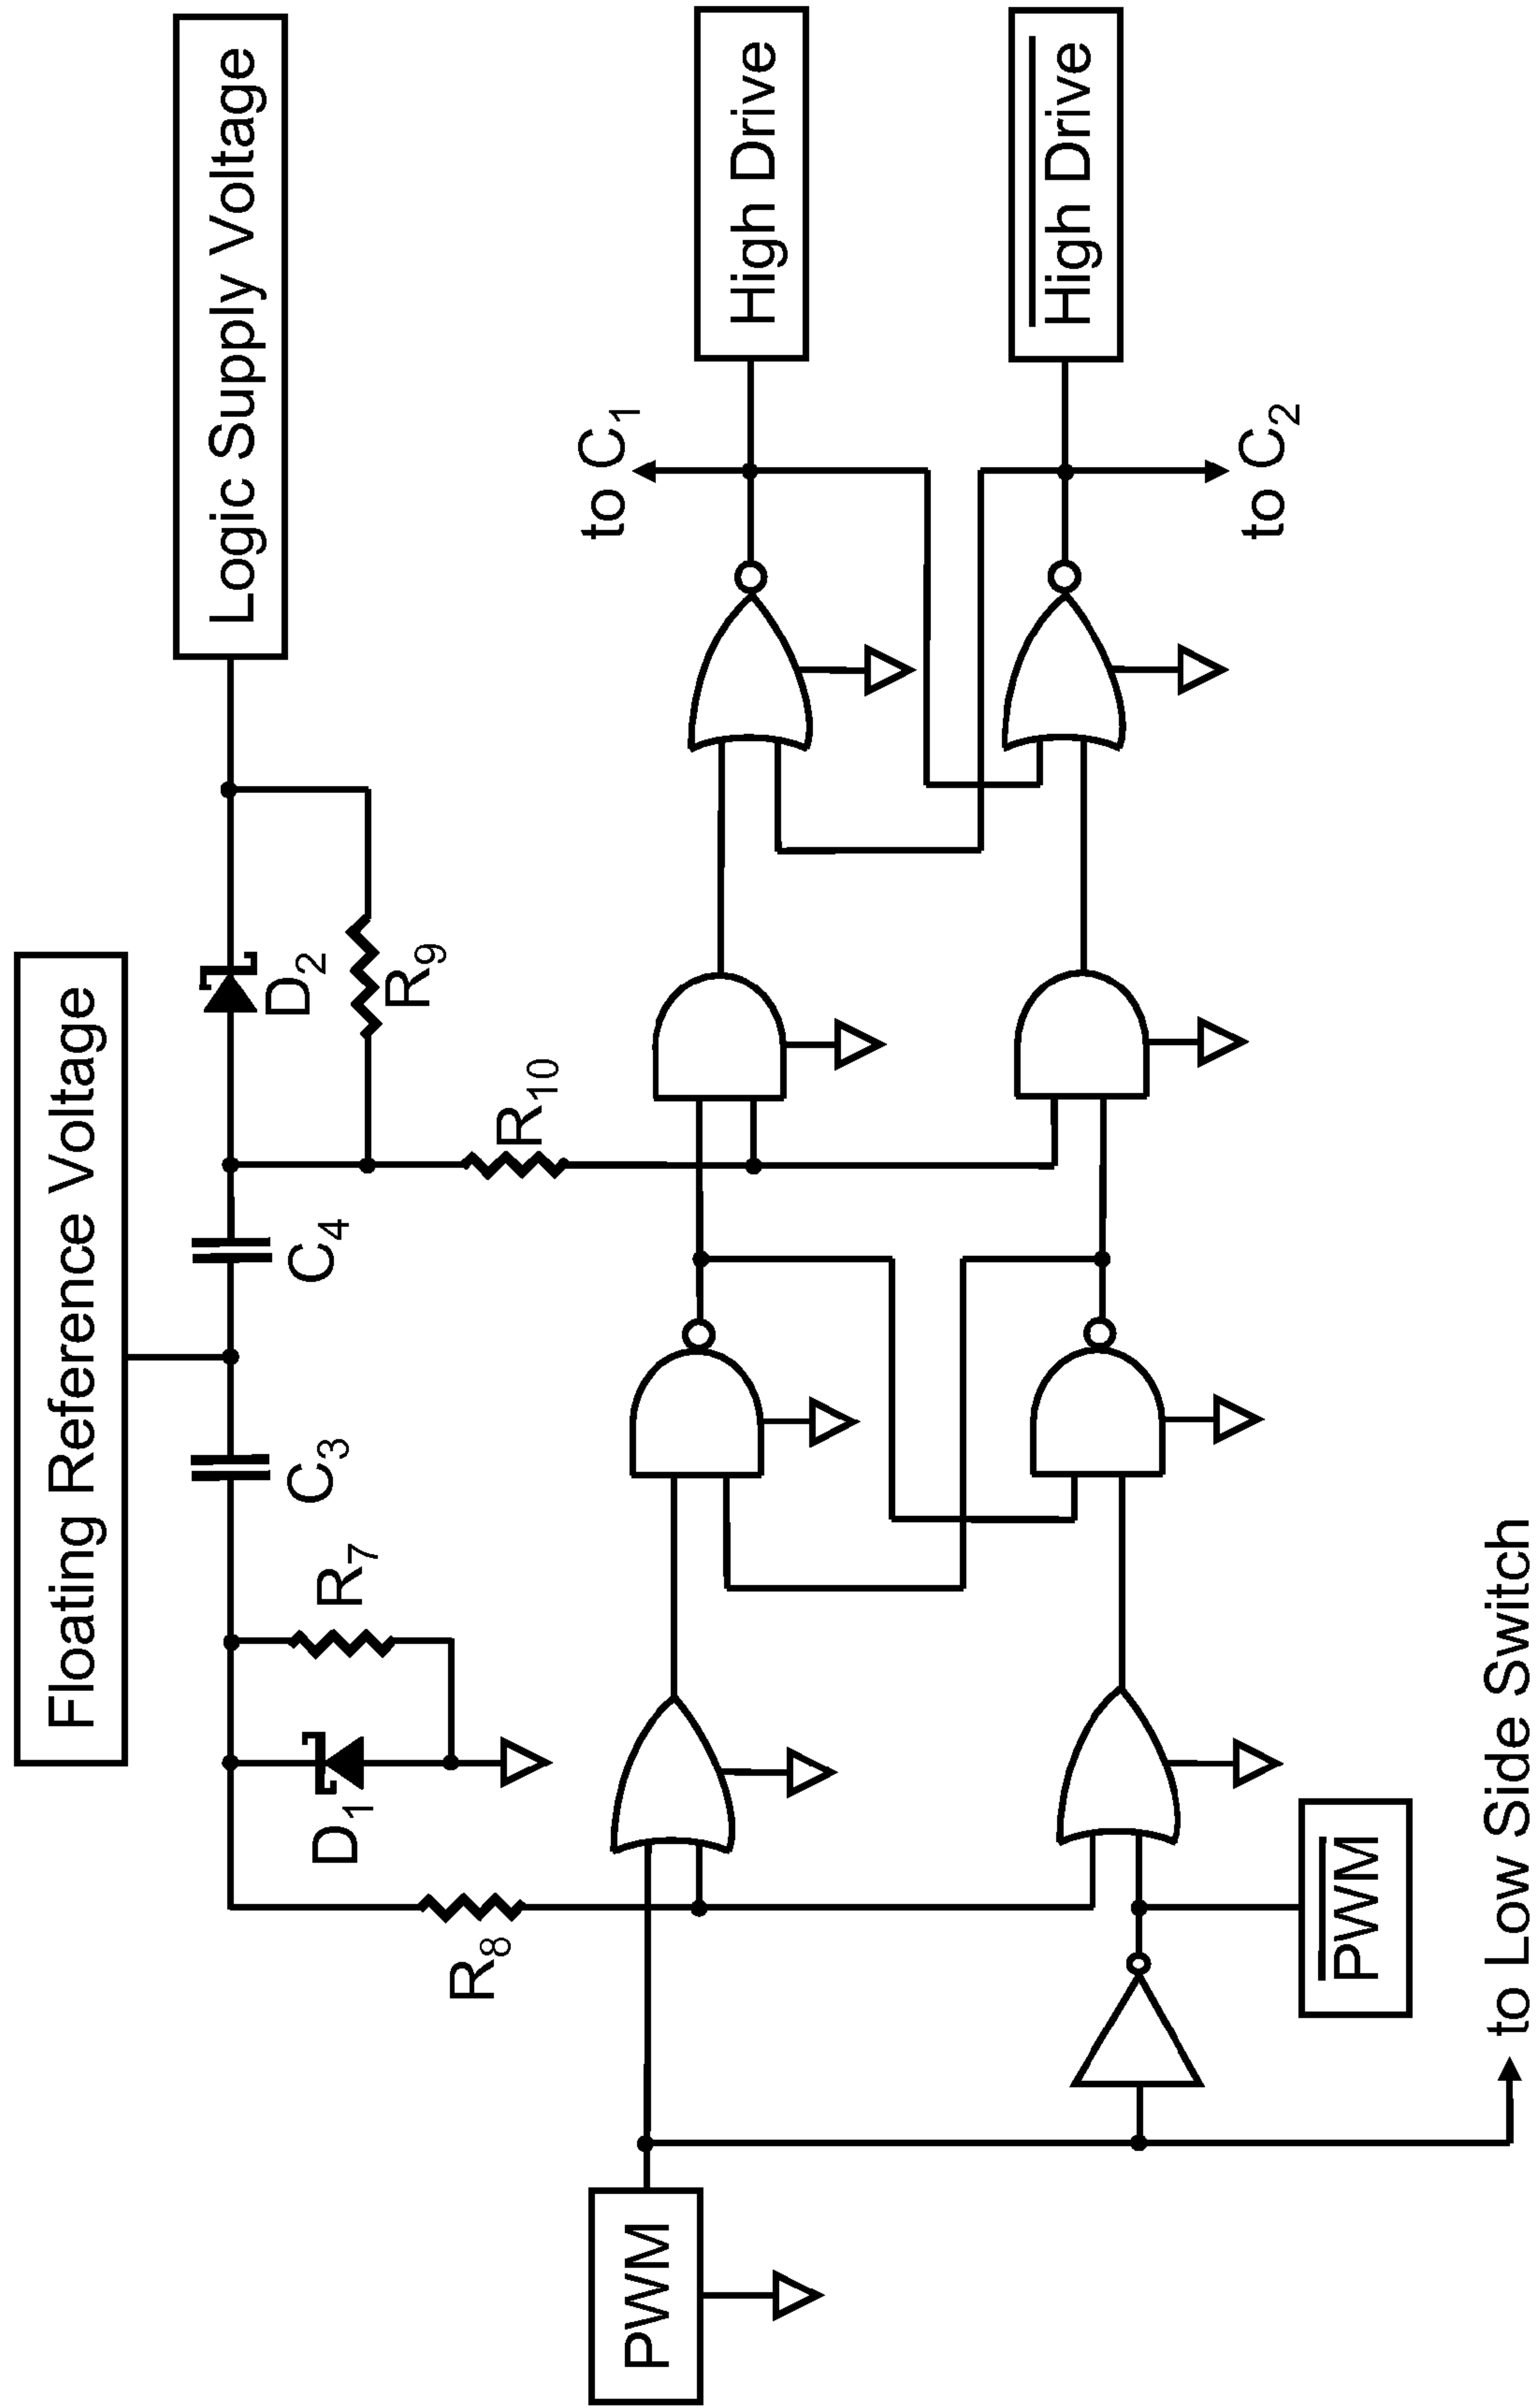 Floating Reference Voltage
Logic Supply Voltage
D1
R7
C3
C4
D2
R9
R8
R10
to C1
PWM
High Drive
PWM
High Drive
to C2
to Low Side Switch